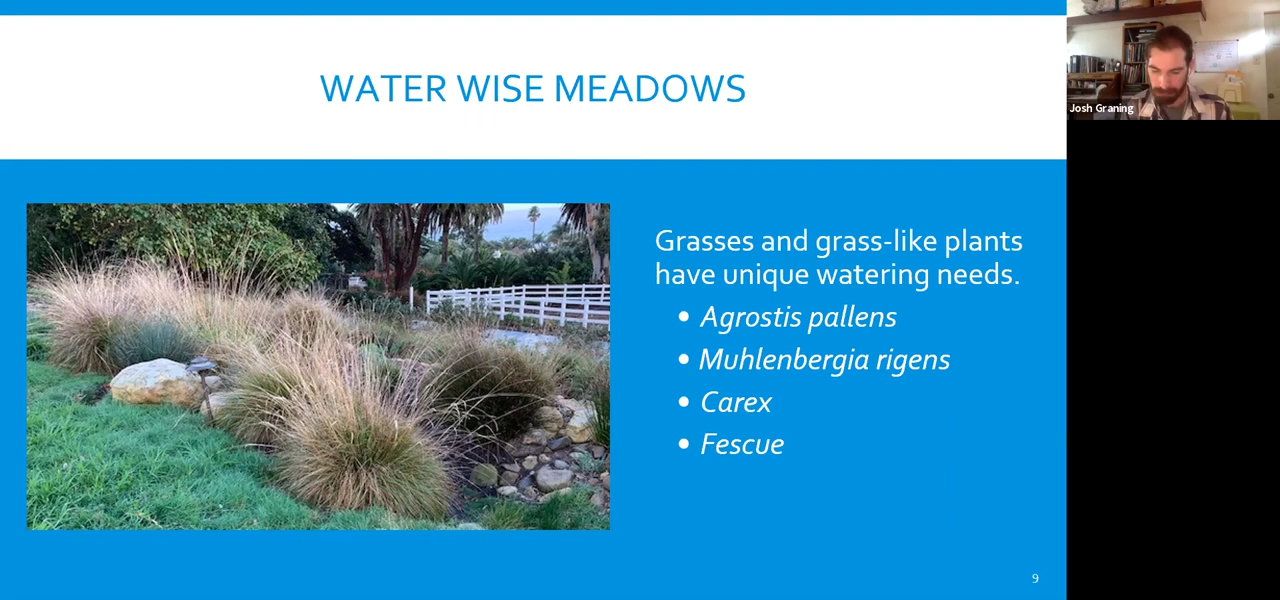 WATER WISE MEADOWS
Josh Graning
Grasses and grass-like plants
have unique watering needs.
• Agrostis pallens
• Muhlenbergia rigens
• Carex
• Fescue
9